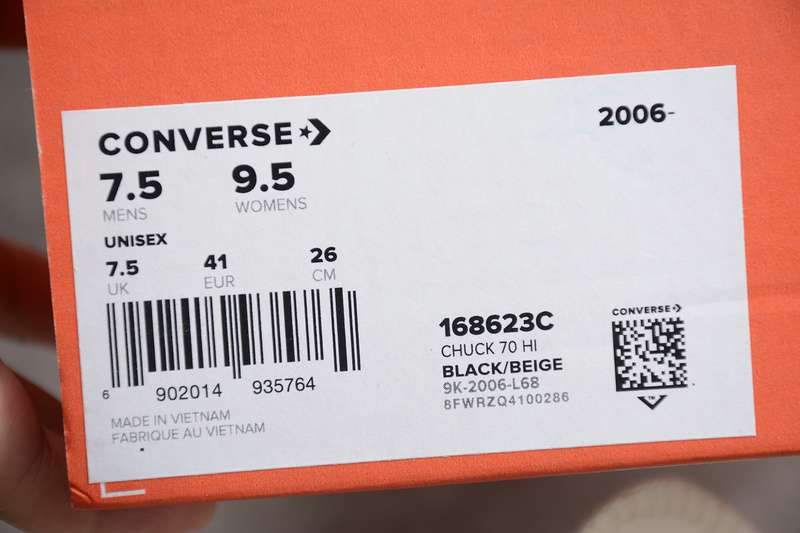 CONVERSE
2006-
7.5 9.5
MENS WOMENS
UNISEX
7.5 41 26
UK EUR CM
6 902014 935764
MADE IN VIETNAM
FABRIQUE AU VIETNAM
168623C
CHUCK 70 HI
BLACK/BEIGE
9K-2006-L68
8FWRZQ4100286
CONVERSE
TM